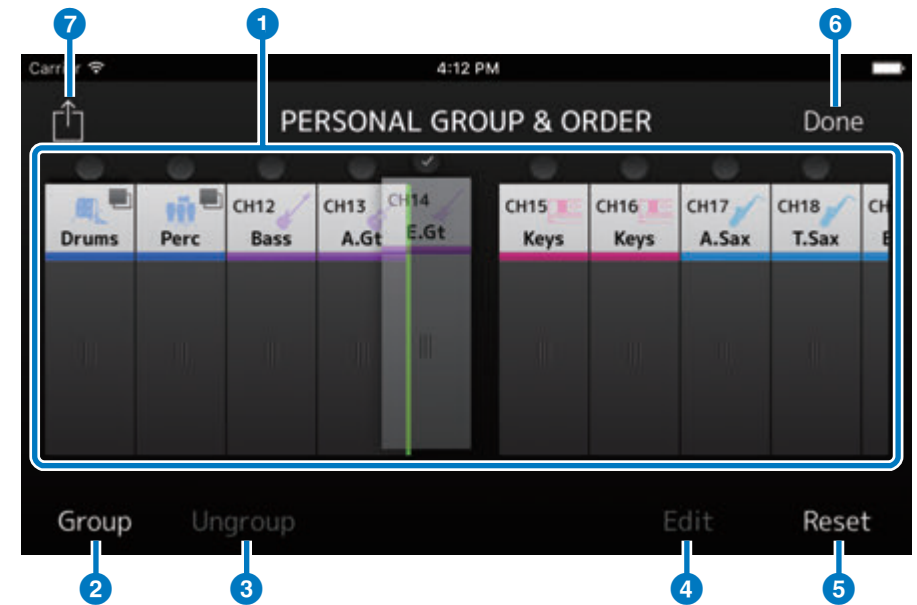 7 1 6
Carrier 4:12 PM
PERSONAL GROUP & ORDER Done
CH12 CH13 CH14 CH15 CH16 CH17 CH18 CH
Drums Perc Bass A.Gt E.Gt Keys Keys A.Sax T.Sax
Group Ungroup Edit Reset
2 3 4 5